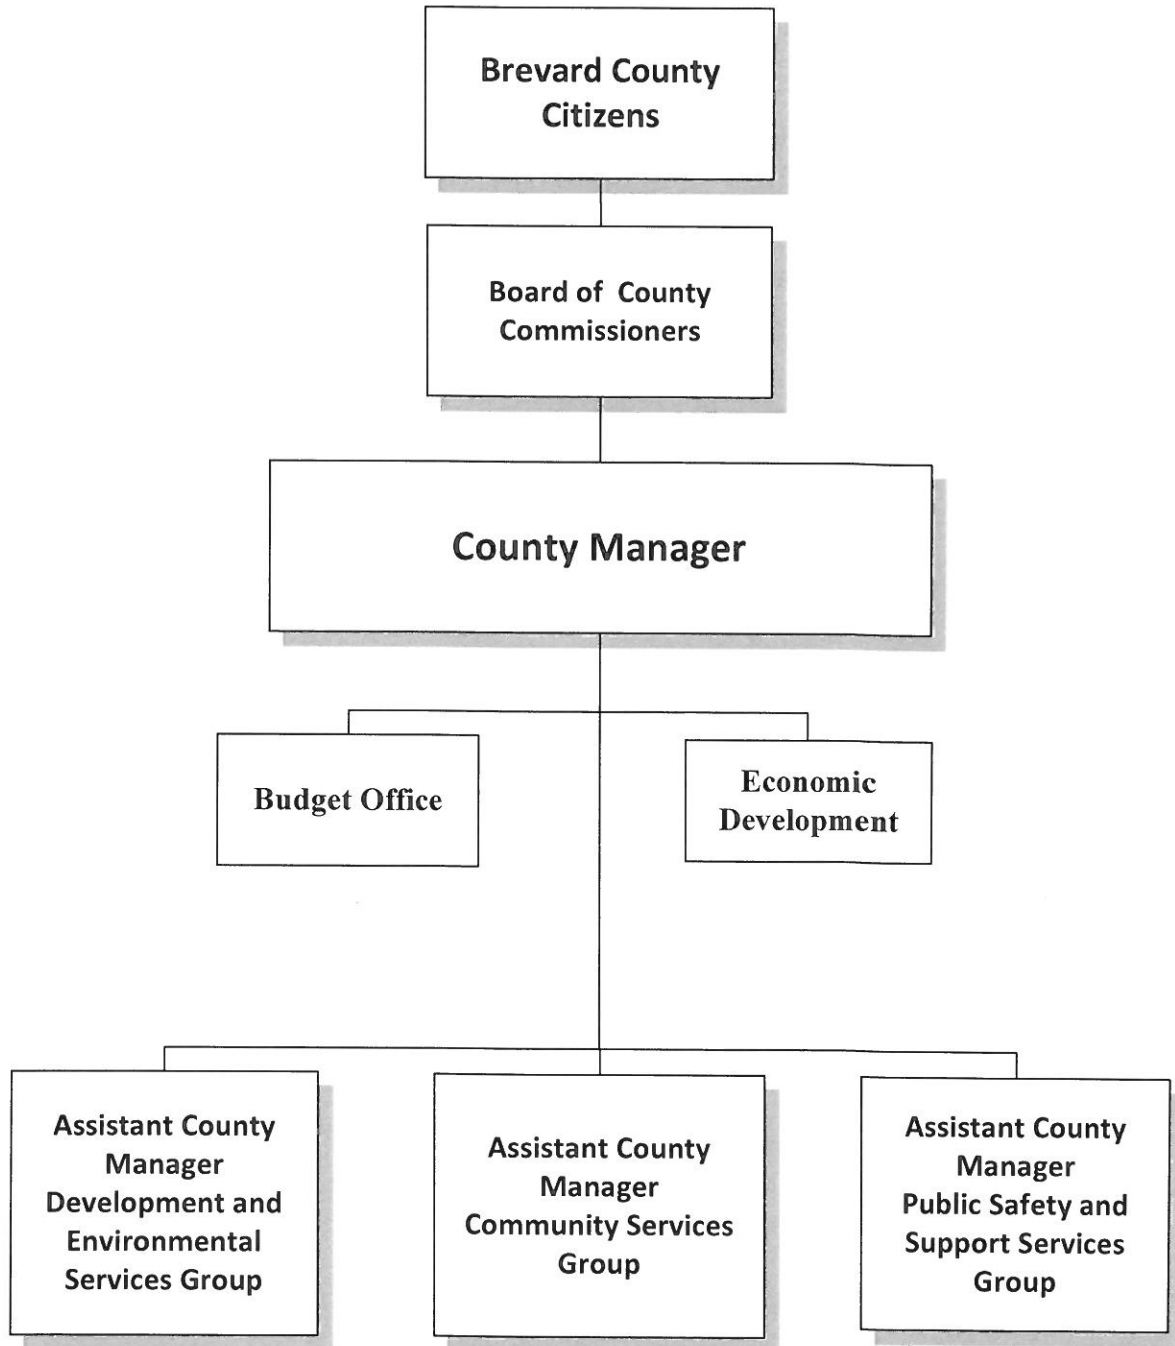 Brevard County
Citizens
Board of County
Commissioners
County Manager
Budget Office
Economic
Development
Assistant County
Manager
Development and
Environmental
Services Group
Assistant County
Manager
Community Services
Group
Assistant County
Manager
Public Safety and
Support Services
Group